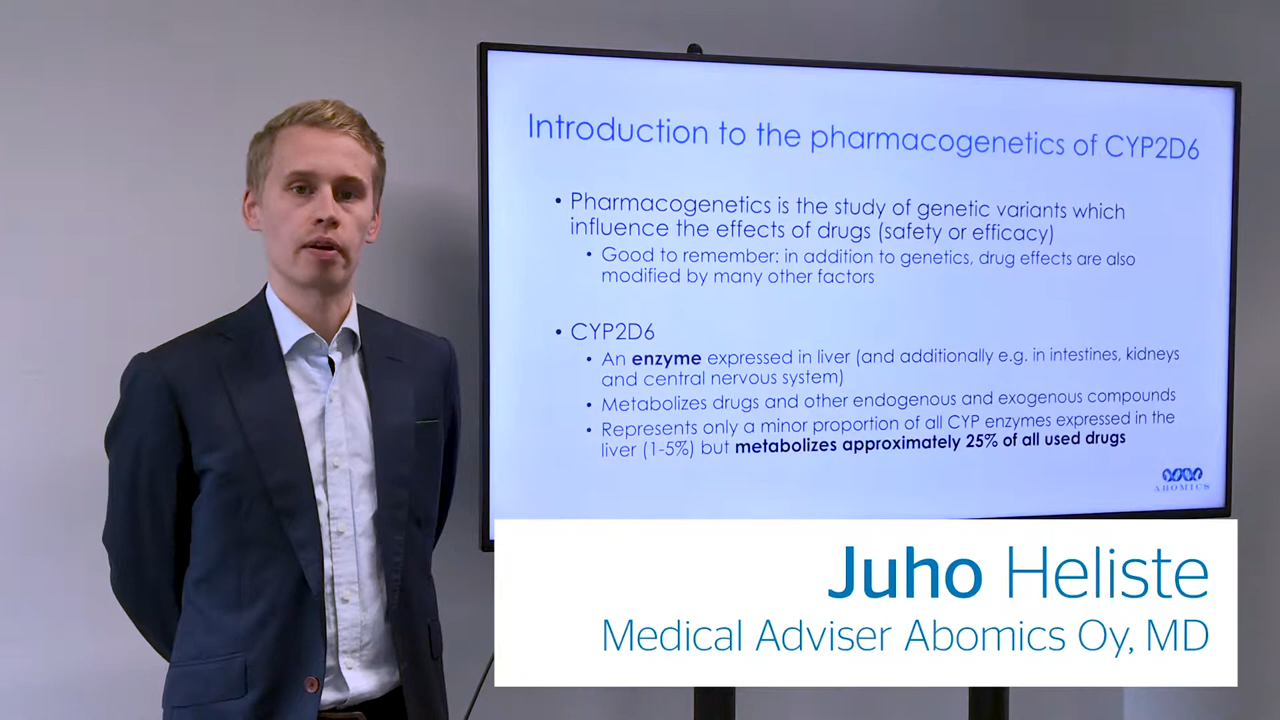 Introduction to the pharmacogenetics of CYP2D6
• Pharmacogenetics is the study of genetic variants which
influence the effects of drugs (safety or efficacy)
• Good to remember: in addition to genetics, drug effects are also
modified by many other factors
• CYP2D6
• An enzyme expressed in liver (and additionally e.g. in intestines, kidneys
and central nervous system)
• Metabolizes drugs and other endogenous and exogenous compounds
• Represents only a minor proportion of all CYP enzymes expressed in the
liver (1-5%) but metabolizes approximately 25% of all used drugs
ABOMICS
Juho Heliste
Medical Adviser Abomics Oy, MD